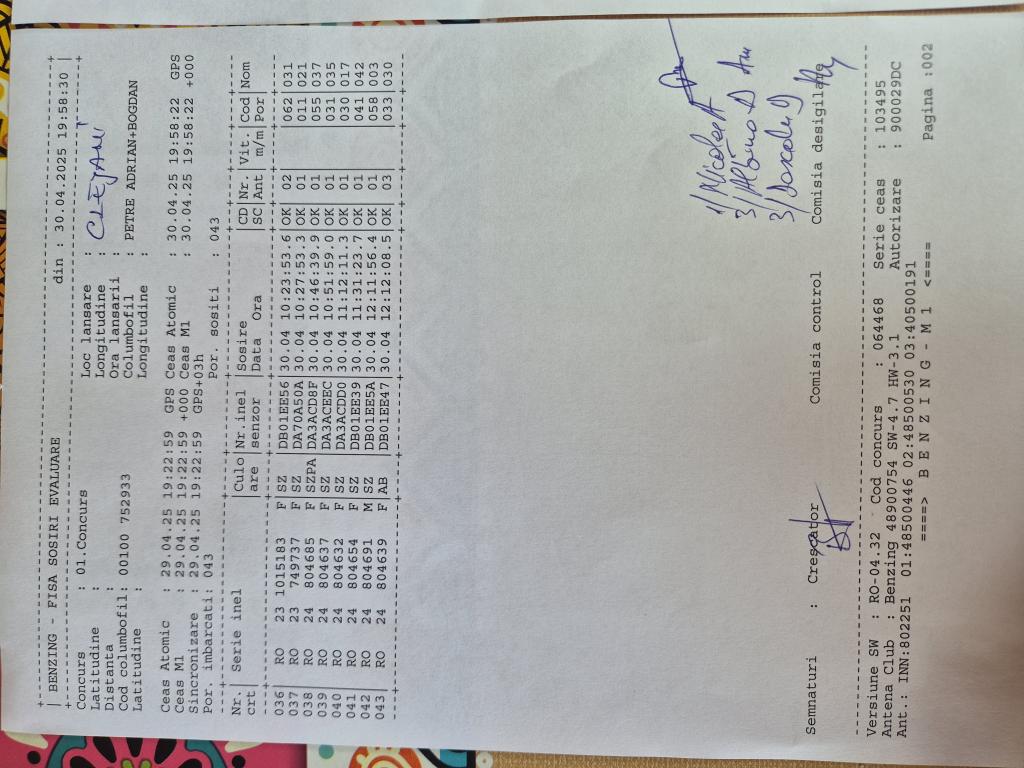 +-----------------------------------------------------------------------------+
| BENZING - FISA SOSIRI EVALUARE din : 30.04.2025 19:58:30 |
+-----------------------------------------------------------------------------+
Concurs : 01.Concurs Loc lansare : CLEJANI
Latitudine : Longitudine :
Distanta : Ora lansarii :
Cod columbofil: 00100 752933 Columbofil : PETRE ADRIAN+BOGDAN
Latitudine : Longitudine :
Ceas Atomic : 29.04.25 19:22:59 GPS Ceas Atomic : 30.04.25 19:58:22 GPS
Ceas M1 : 29.04.25 19:22:59 +000 Ceas M1 : 30.04.25 19:58:22 +000
Sincronizare : 29.04.25 19:22:59 GPS+03h
Por. imbarcati: 043 Por. sositi : 043
Nr.| Serie inel |Culo|Nr.inel |Sosire |CD|Nr.|Vit.|Cod|Nom
crt| |are |senzor |Data Ora |SC|Ant|m/m |Por|
036| RO 23 1015183 F|SZ |DB01EE56|30.04 10:23:53.6|OK| 02| |062|031
037| RO 23 749737 F|SZ |DA70A50A|30.04 10:27:53.3|OK| 01| |011|021
038| RO 24 804685 F|SZPA|DA3ACD8F|30.04 10:46:39.9|OK| 01| |055|037
039| RO 24 804637 F|SZ |DA3ACEEC|30.04 10:51:59.0|OK| 01| |031|035
040| RO 24 804632 F|SZ |DA3ACDD0|30.04 11:12:11.3|OK| 01| |030|017
041| RO 24 804654 F|SZ |DB01EE39|30.04 11:31:23.7|OK| 01| |041|042
042| RO 24 804691 M|SZ |DB01EE5A|30.04 12:11:56.4|OK| 01| |058|003
043| RO 24 804639 F|AB |DB01EE47|30.04 12:12:08.5|OK| 03| |033|030
1/ Nicolae A
3/ Albino D
3/
Semnaturi : Crescator Comisia control Comisia desigilare
Versiune SW : RO-04.32 Cod concurs : 064468 Serie ceas : 103495
Antena Club : Benzing 48900754 SW-4.7 HW-3.1 Autorizare : 900029DC
Ant.: INN:802251 01:48500446 02:48500530 03:40500191
====> B E N Z I N G - M 1 <====
Pagina :002